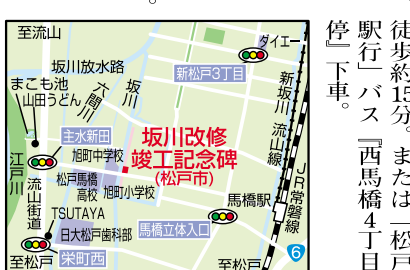 徒歩約15分。または「松戸
駅行」バス『西馬橋4丁目
停』下車。
至流山
ダイエー
坂川放水路
新松戸3丁目
まこも池
山田うどん
六間川
坂川
新坂川
流山線
主水新田
坂川改修
竣工記念碑
(松戸市)
旭町中学校
江戸川
流山街道
松戸馬橋
高校
旭町小学校
JR常磐線
馬橋駅
TSUTAYA
日大松戸歯科部
馬橋立体入口
6
至松戸
栄町西
至松戸